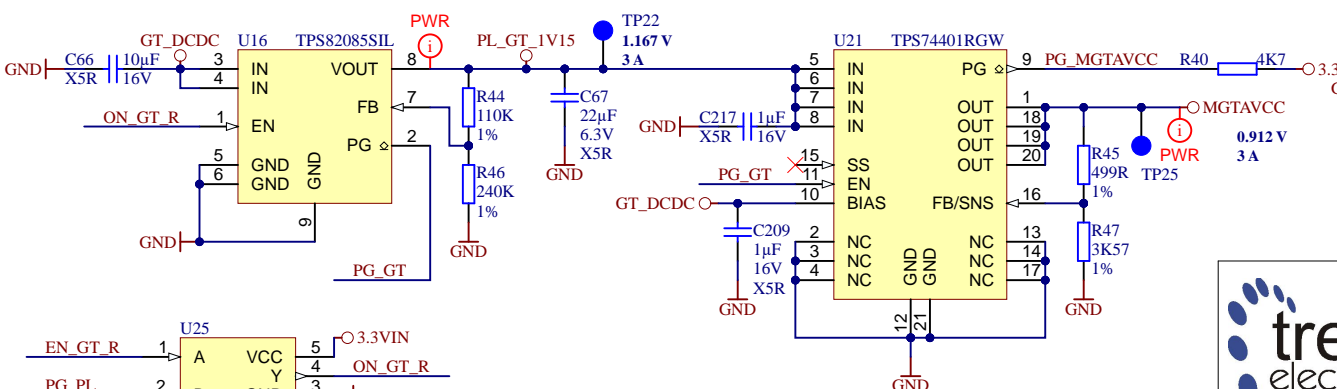 PWR
TP22
GT_DCDC
U16
TPS82085SIL
PL_GT_1V15
1.167 V
3 A
U21
TPS74401RGW
GND
C66
10µF
X5R
16V
3
4
IN
IN
VOUT
8
i
R44
110K
1%
C67
22µF
6.3V
X5R
GND
FB
7
ON_GT_R
1
EN
PG
2
5
6
GND
GND
GND
9
R46
240K
1%
GND
GND
PG_GT
5
6
7
8
IN
IN
IN
IN
PG
9
PG_MGTAVCC
R40
4K7
GND
C217
1µF
X5R
16V
OUT
OUT
OUT
OUT
1
18
19
20
MGTAVCC
i
PWR
0.912 V
3 A
TP25
R45
499R
1%
15
SS
PG_GT
11
EN
GT_DCDC
10
BIAS
FB/SNS
16
C209
1µF
16V
X5R
GND
2
3
4
NC
NC
NC
GND
GND
NC
NC
NC
13
14
17
R47
3K57
1%
GND
12
21
GND
U25
EN_GT_R
1
A
VCC
5
3.3VIN
Y
4
ON_GT_R
PG_PL
2
3
tre
elec